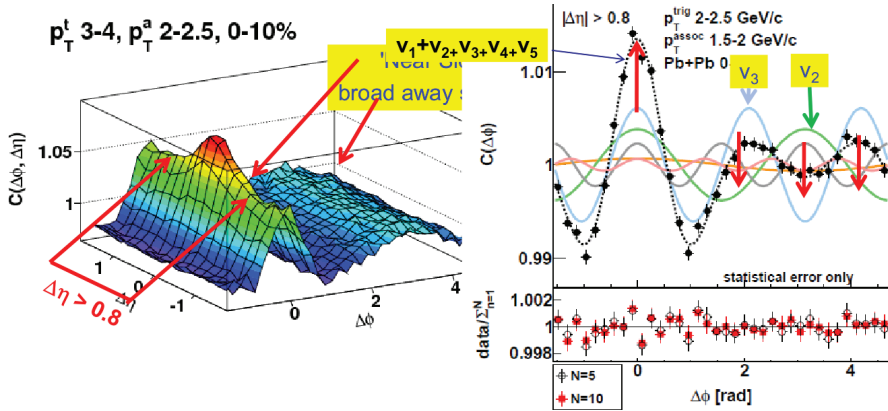 p_T^t 3-4, p_T^a 2-2.5, 0-10%
v1+v2+v3+v4+v5
"Near Si
broad away s
C(Δϕ, Δη)
1.05
1
1
0
-1
Δη
Δη > 0.8
0
2
4
Δϕ
|Δη| > 0.8
p_T^trig 2-2.5 GeV/c
p_T^assoc 1.5-2 GeV/c
Pb+Pb 0
v3
v2
C(Δϕ)
1.01
1
0.99
statistical error only
data/Σ_{n=1}^N
1.002
1
0.998
0
2
4
Δϕ [rad]
N=5
N=10